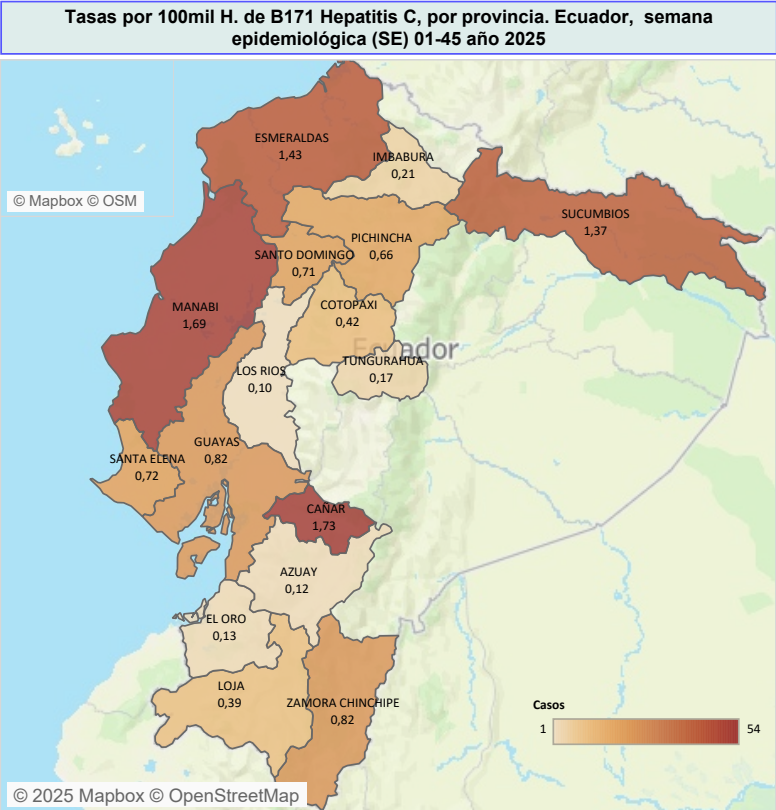 Tasas por 100mil H. de B171 Hepatitis C, por provincia. Ecuador, semana
epidemiológica (SE) 01-45 año 2025
ESMERALDAS
1,43
IMBABURA
0,21
© Mapbox © OSM
SUCUMBIOS
1,37
PICHINCHA
0,66
SANTO DOMINGO
0,71
MANABI
1,69
COTOPAXI
0,42
Ecuador
TUNGURAHUA
0,17
LOS RIOS
0,10
GUAYAS
0,82
SANTA ELENA
0,72
CAÑAR
1,73
AZUAY
0,12
EL ORO
0,13
LOJA
0,39
ZAMORA CHINCHIPE
0,82
Casos
1 54
© 2025 Mapbox © OpenStreetMap